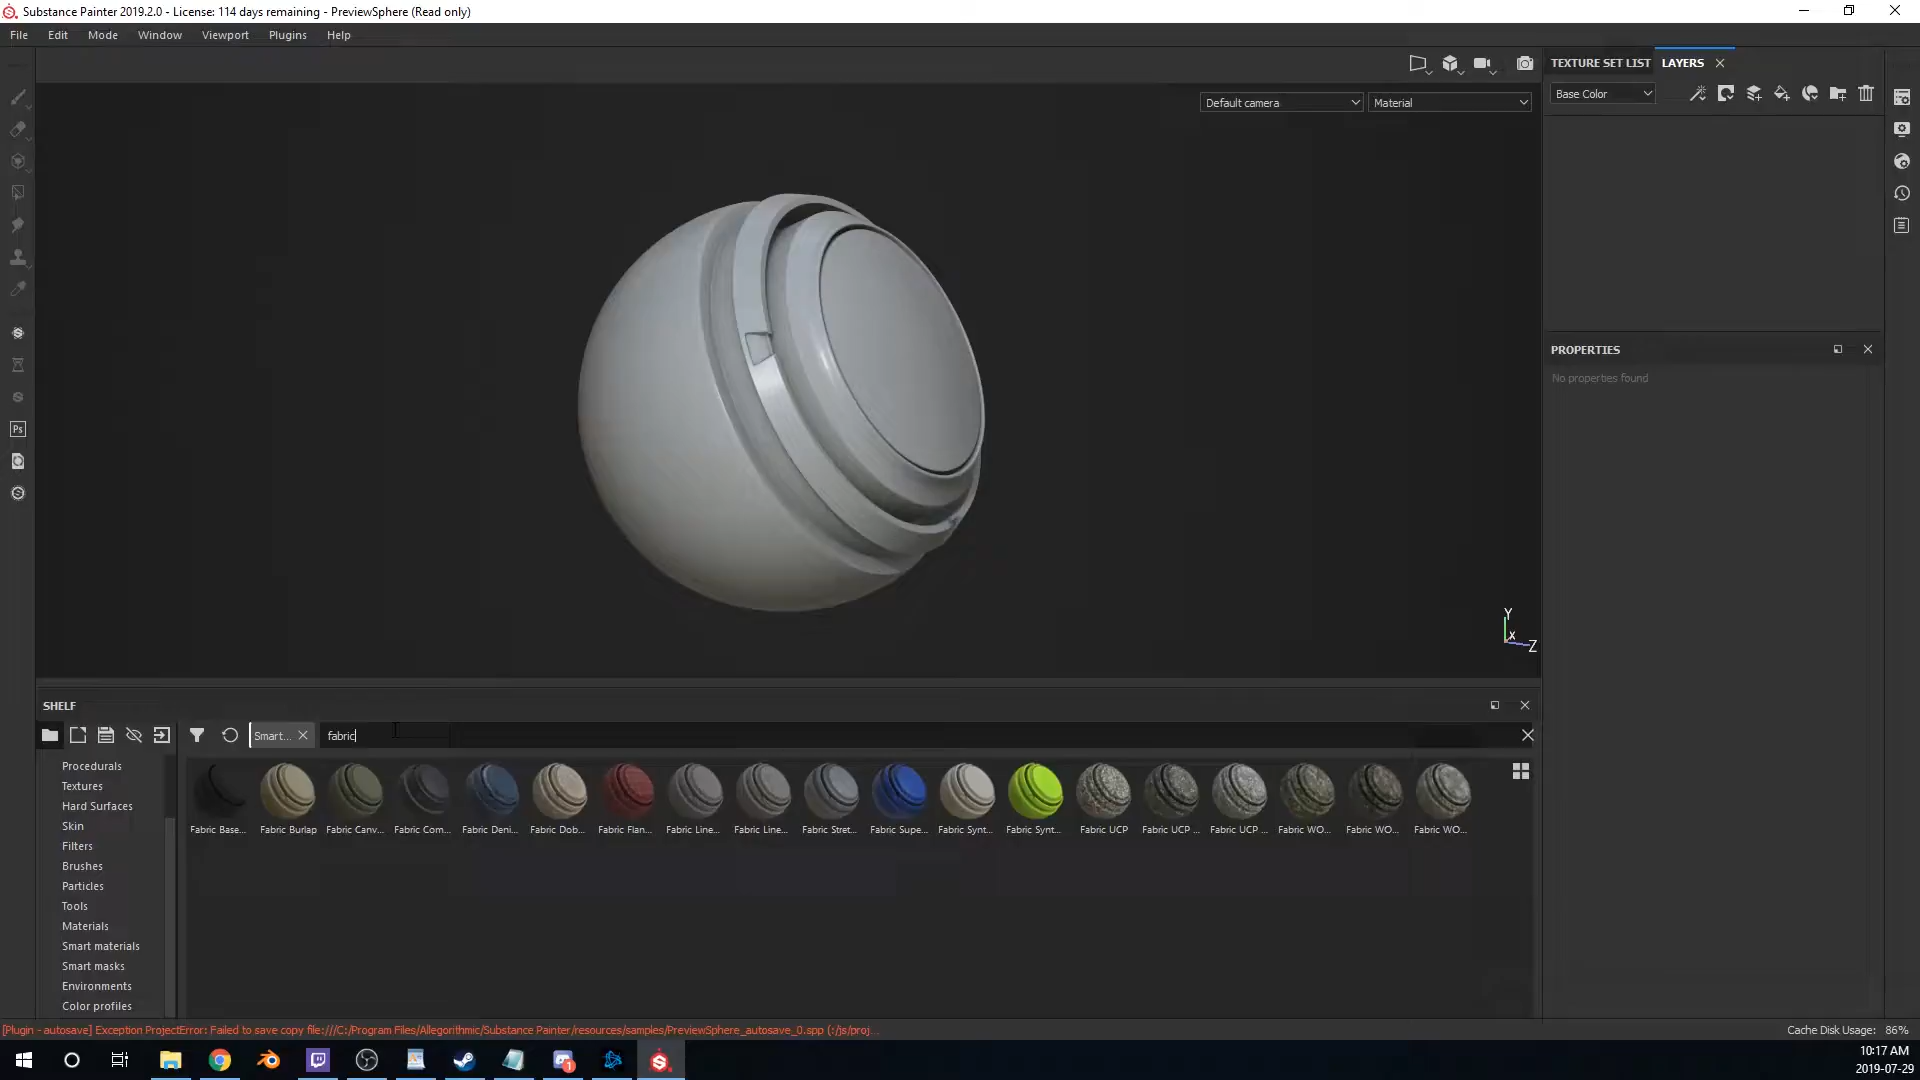 Substance Painter 2019.2.0 - License: 114 days remaining - PreviewSphere (Read only)
File Edit Mode Window Viewport Plugins Help
TEXTURE SET LIST LAYERS
Default camera Material
Base Color
PROPERTIES
No properties found
Y
X
Z
SHELF
Smart... fabric
Procedurals
Textures
Hard Surfaces
Skin
Filters
Brushes
Particles
Tools
Materials
Smart materials
Smart masks
Environments
Color profiles
Fabric Base... Fabric Burlap Fabric Canv... Fabric Com... Fabric Deni... Fabric Dob... Fabric Flan... Fabric Line... Fabric Line... Fabric Stret... Fabric Supe... Fabric Synt... Fabric Synt... Fabric UCP Fabric UCP ... Fabric UCP ... Fabric WO... Fabric WO... Fabric WO...
[Plugin - autosave] Exception ProjectError: Failed to save copy file:///C:/Program Files/Allegorithmic/Substance Painter/resources/samples/PreviewSphere_autosave_0.spp (:/js/proj...
Cache Disk Usage: 86%
Ps
1
10:17 AM
2019-07-29